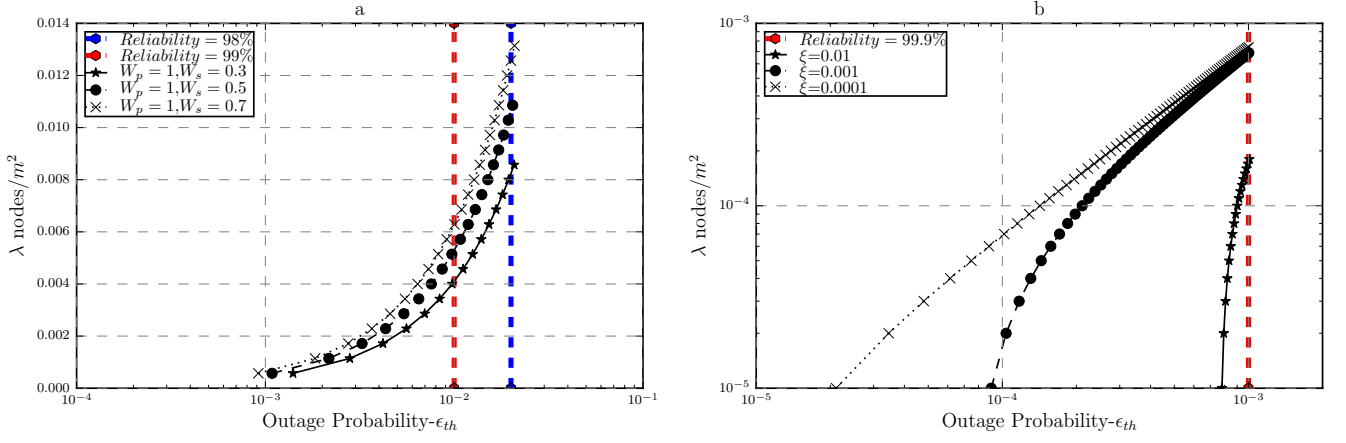 a
λ nodes/m²
0.014
0.012
0.010
0.008
0.006
0.004
0.002
0.000
Reliability = 98%
Reliability = 99%
W_p = 1,W_s = 0.3
W_p = 1,W_s = 0.5
W_p = 1,W_s = 0.7
10⁻⁴
10⁻³
10⁻²
10⁻¹
Outage Probability-ϵ_th
b
λ nodes/m²
10⁻³
10⁻⁴
10⁻⁵
Reliability = 99.9%
ξ=0.01
ξ=0.001
ξ=0.0001
10⁻⁵
10⁻⁴
10⁻³
Outage Probability-ϵ_th